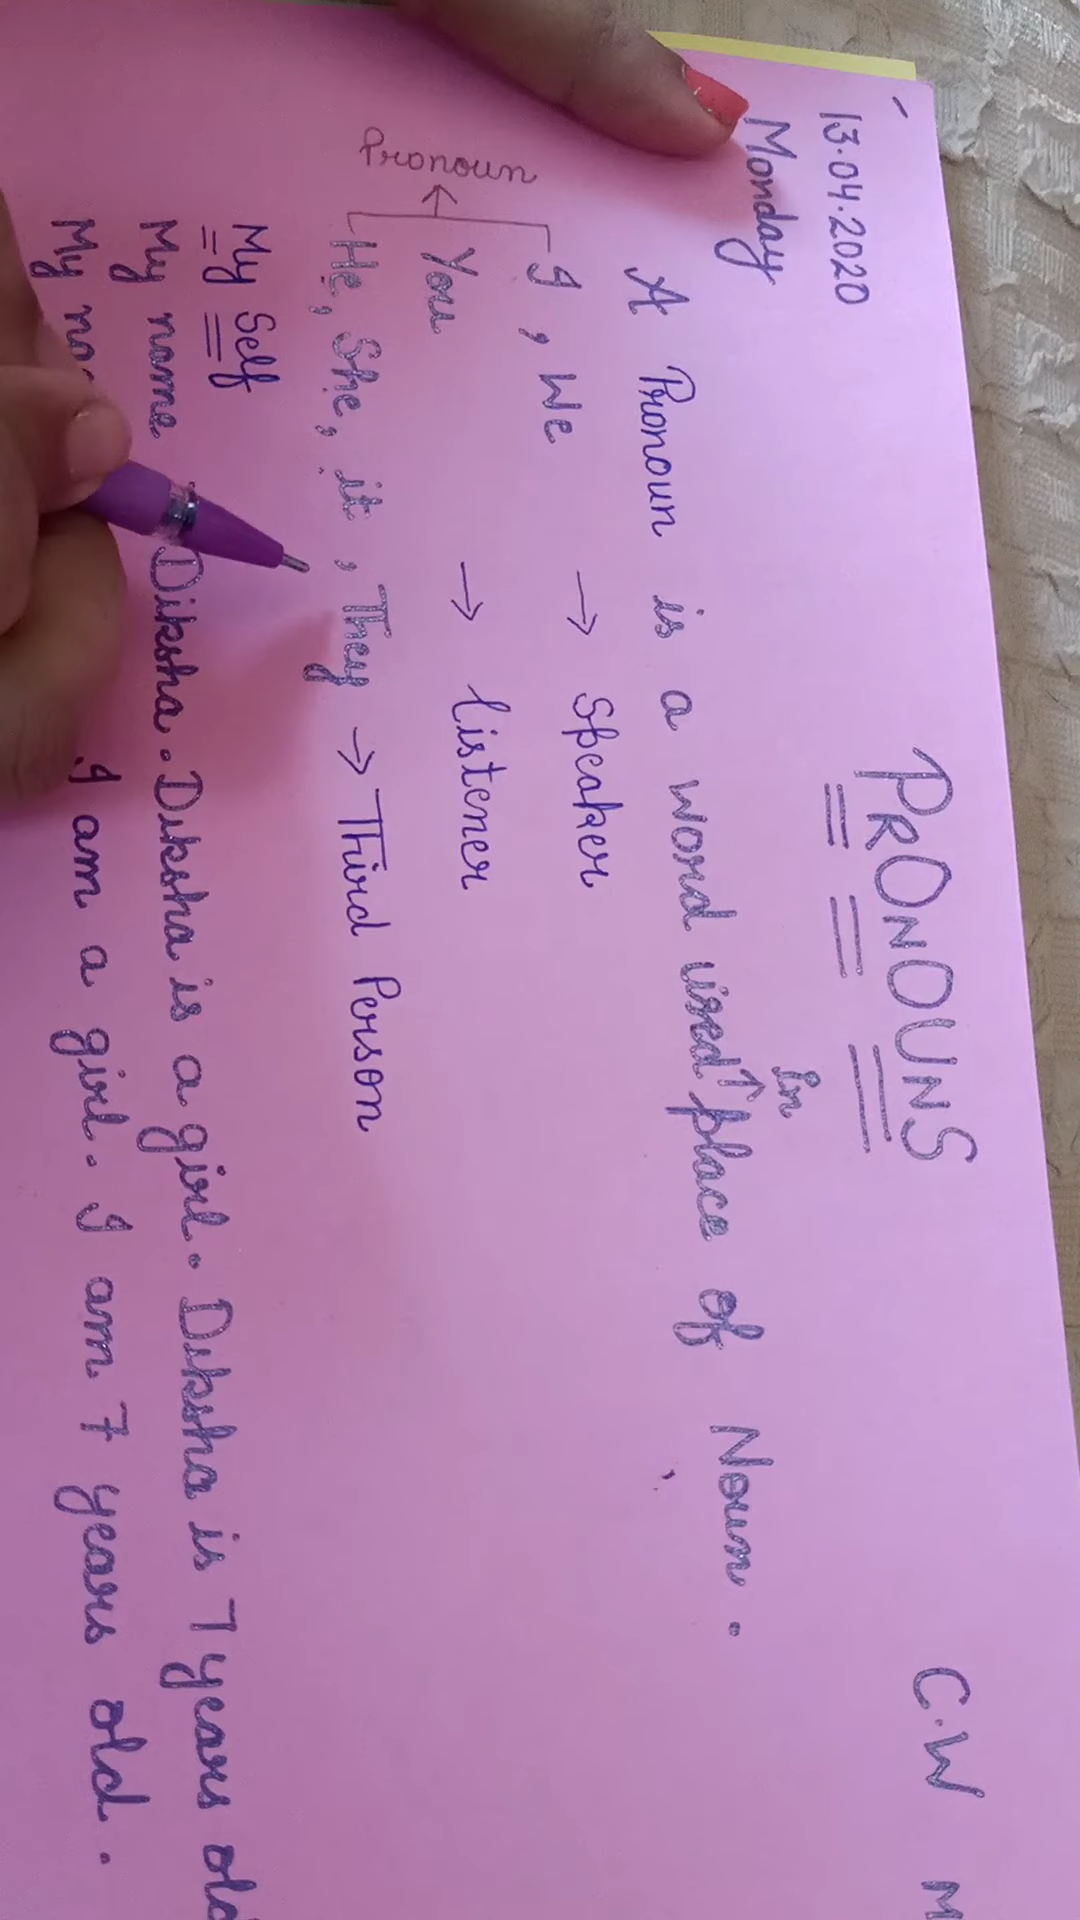 13.04.2020
C.W M
Monday
PRONOUNS
In
A Pronoun is a word used↑place of Noun.
Pronoun
I, We → Speaker
You → listener
He, She, it, They → Third Person
My Self
My name Diksha. Diksha is a girl. Diksha is 7 years old
My I am a girl. I am 7 years old.